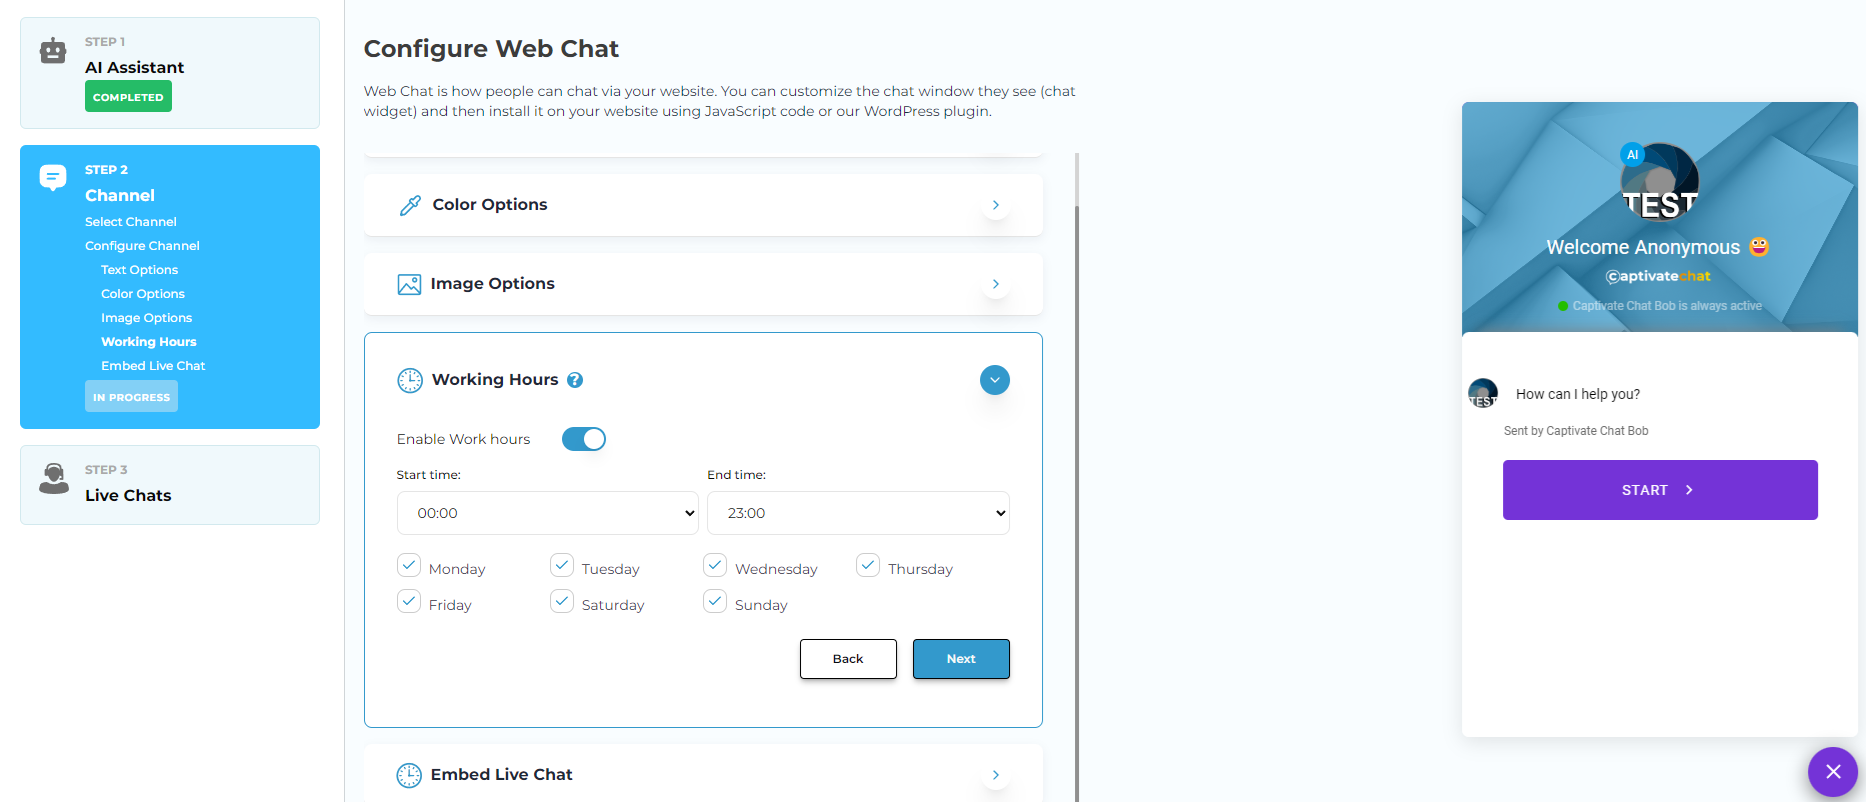 STEP 1
AI Assistant
COMPLETED
STEP 2
Channel
Select Channel
Configure Channel
Text Options
Color Options
Image Options
Working Hours
Embed Live Chat
IN PROGRESS
STEP 3
Live Chats
Configure Web Chat
Web Chat is how people can chat via your website. You can customize the chat window they see (chat
widget) and then install it on your website using JavaScript code or our WordPress plugin.
Color Options
Image Options
Working Hours ?
Enable Work hours
Start time: End time:
00:00 23:00
Monday Tuesday Wednesday Thursday
Friday Saturday Sunday
Back Next
Embed Live Chat
AI
TEST
Welcome Anonymous
captivatechat
Captivate Chat Bob is always active
TEST
How can I help you?
Sent by Captivate Chat Bob
START